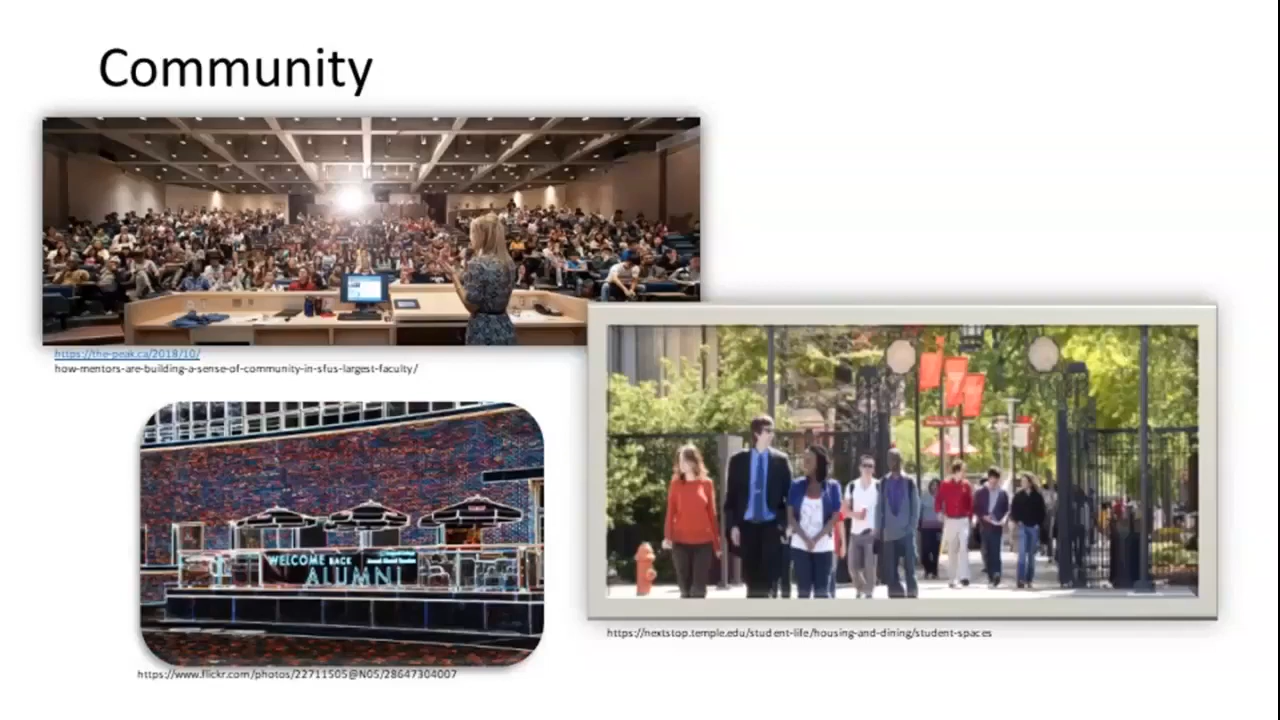 Community
https://the-peak.ca/2018/10/
how-mentors-are-building-a-sense-of-community-in-sfus-largest-faculty/
WELCOME BACK
ALUMNI
https://nextstop.temple.edu/student-life/housing-and-dining/student-spaces
https://www.flickr.com/photos/22711505@N05/28647304007